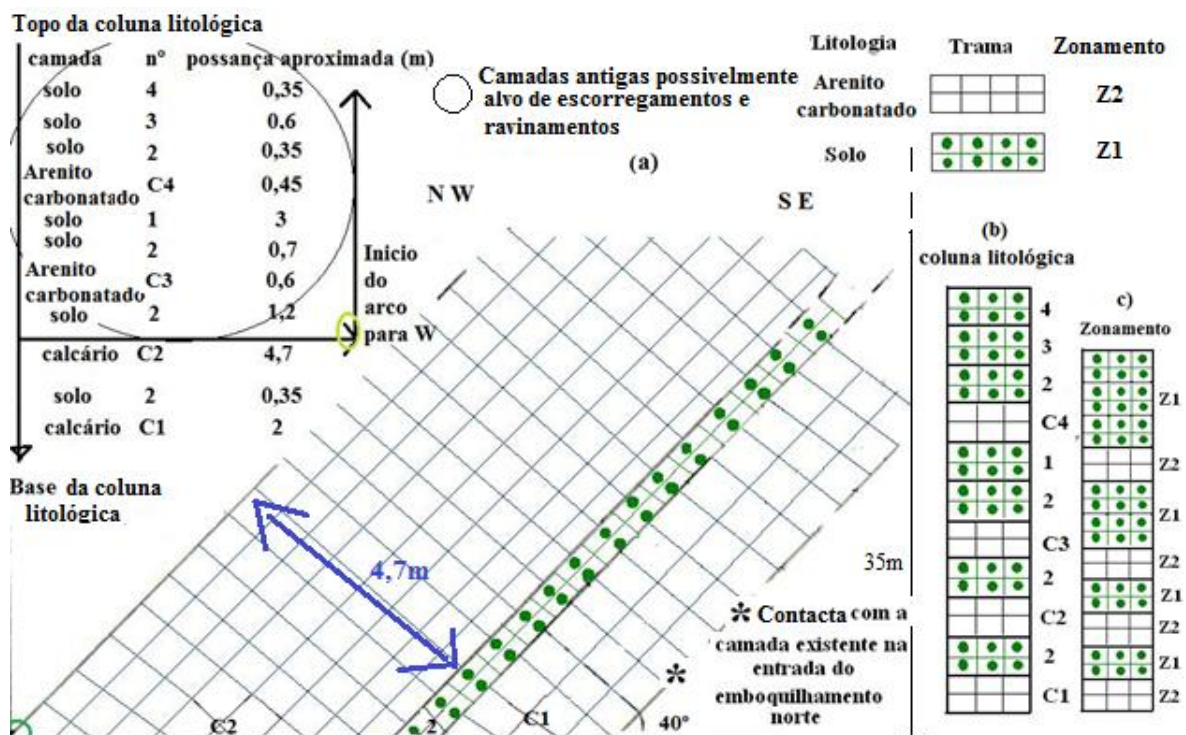 Topo da coluna litológica
camada nº possança aproximada (m)
solo 4 0,35
solo 3 0,6
solo 2 0,35
Arenito
carbonatado C4 0,45
solo 1 3
solo 2 0,7
Arenito
carbonatado C3 0,6
solo 2 1,2
calcário C2 4,7
solo 2 0,35
calcário C1 2
Base da coluna
litológica
Inicio
do
arco
para W
Camadas antigas possivelmente
alvo de escorregamentos e
ravinamentos
(a)
N W S E
4,7m
35m
* Contacta com a
camada existente na
entrada do
emboquilhamento
norte
*
40º
C2 2 C1
Litologia Trama Zonamento
Arenito
carbonatado Z2
Solo Z1
(b)
coluna litológica
4
3
2
C4
1
2
C3
2
C2
2
C1
c)
Zonamento
Z1
Z2
Z1
Z2
Z1
Z2
Z1
Z2